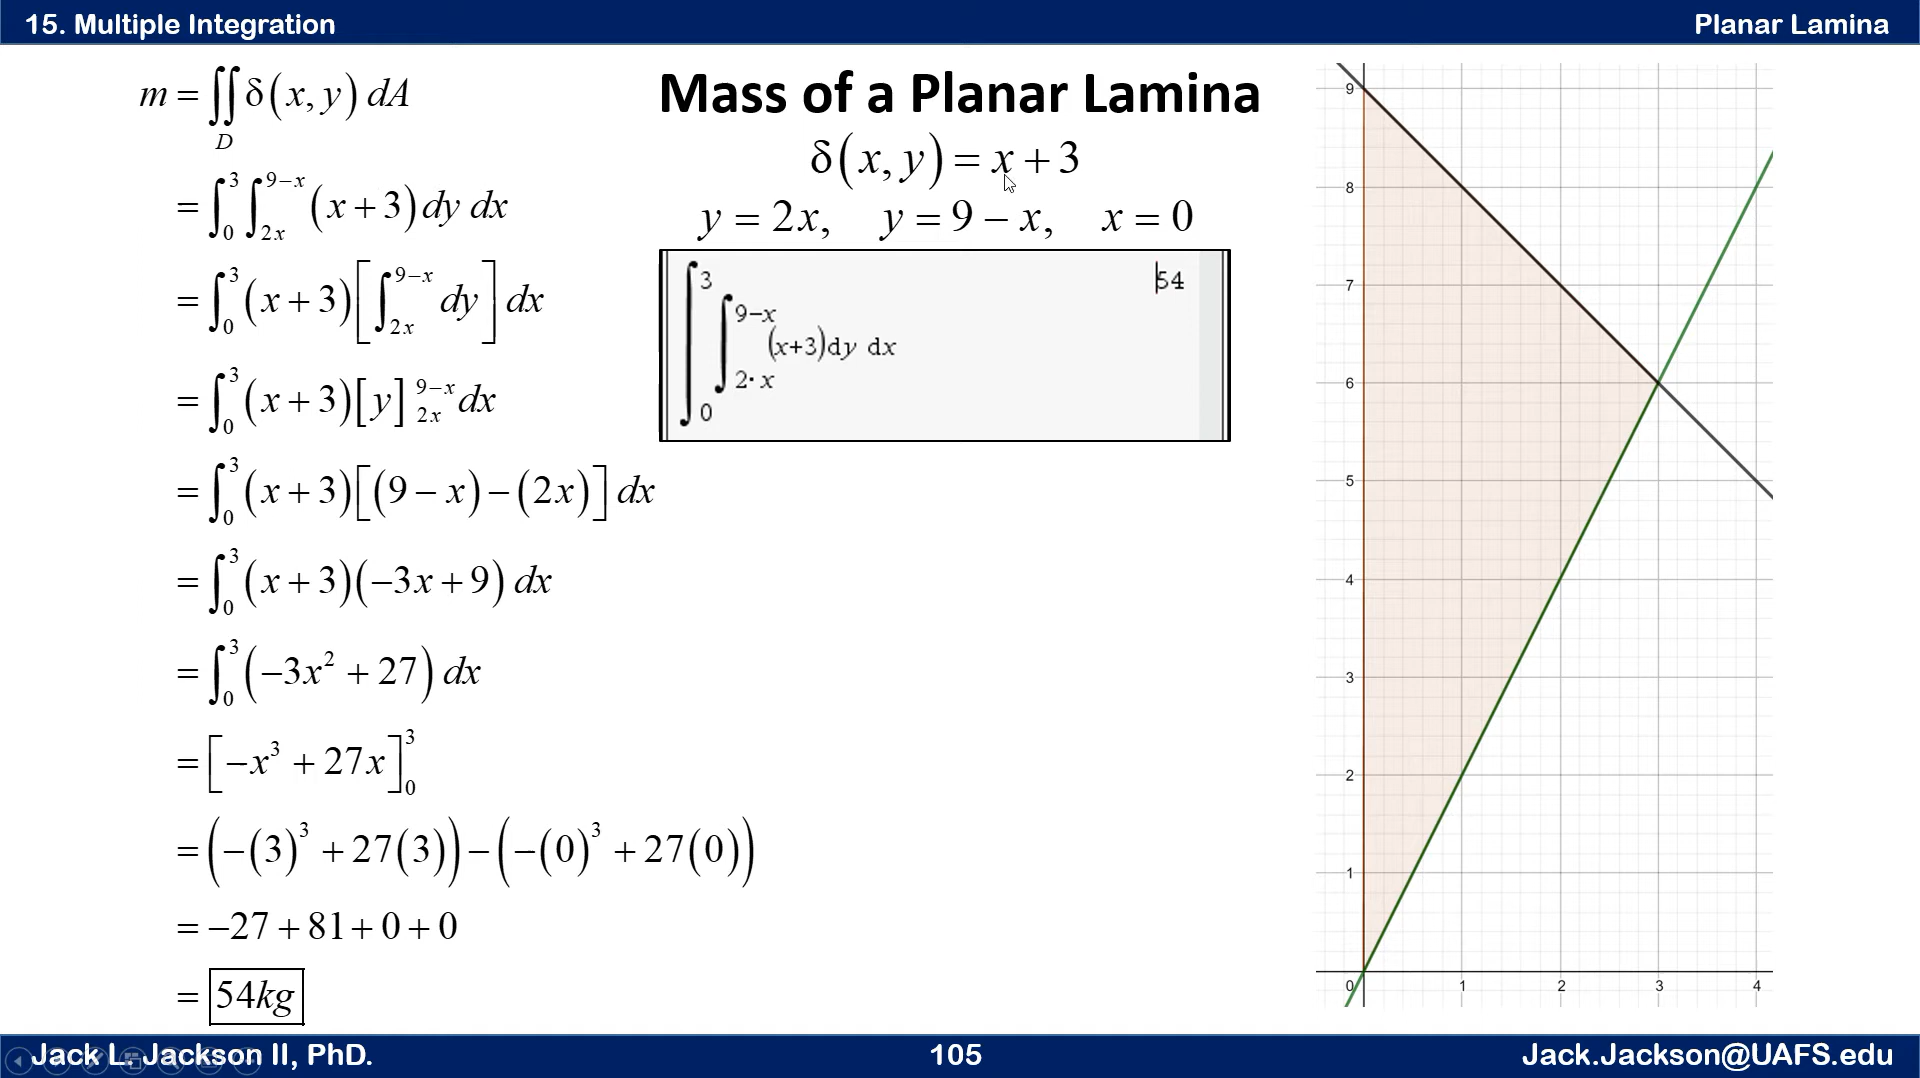 15. Multiple Integration
Planar Lamina
Mass of a Planar Lamina
δ(x, y) = x + 3
y = 2x, y = 9 − x, x = 0
m = ∬_D δ(x, y) dA
= ∫_0^3 ∫_{2x}^{9−x} (x + 3) dy dx
= ∫_0^3 (x + 3) [∫_{2x}^{9−x} dy] dx
= ∫_0^3 (x + 3) [y]_{2x}^{9−x} dx
= ∫_0^3 (x + 3) [(9 − x) − (2x)] dx
= ∫_0^3 (x + 3)(−3x + 9) dx
= ∫_0^3 (−3x² + 27) dx
= [−x³ + 27x]_0^3
= (−(3)³ + 27(3)) − (−(0)³ + 27(0))
= −27 + 81 + 0 + 0
= 54kg
∫_0^3 ∫_{2·x}^{9−x} (x+3)dy dx 54
9
8
7
6
5
4
3
2
1
0 1 2 3 4
Jack L. Jackson II, PhD.
105
Jack.Jackson@UAFS.edu